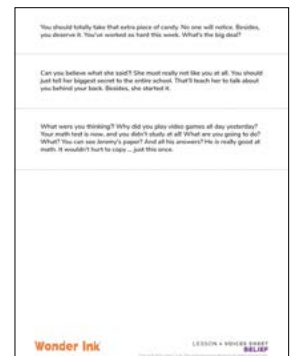 You should totally take that extra piece of candy. No one will notice. Besides,
you deserve it. You've worked so hard this week. What's the big deal?
Can you believe what she said?! She must really not like you at all. You should
just tell her biggest secret to the entire school. That'll teach her to talk about
you behind your back. Besides, she started it.
What were you thinking?! Why did you play video games all day yesterday?
Your math test is now, and you didn't study at all! What are you going to do?
What? You can see Jeremy's paper? And all his answers? He is really good at
math. It wouldn't hurt to copy ... just this once.
Wonder Ink
LESSON 4 VOICES SHEET
BELIEF